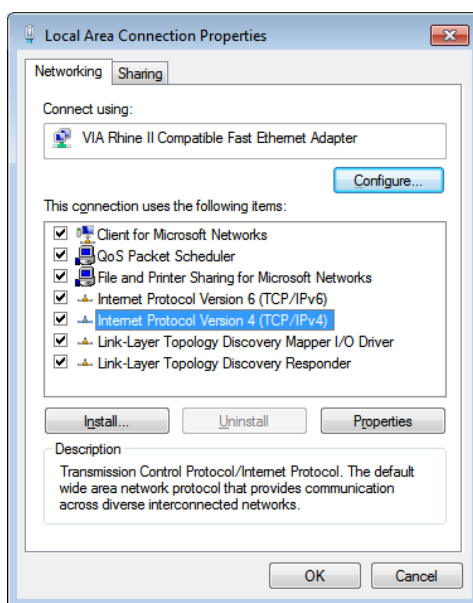 Local Area Connection Properties
Networking Sharing
Connect using:
VIA Rhine II Compatible Fast Ethernet Adapter
Configure...
This connection uses the following items:
Client for Microsoft Networks
QoS Packet Scheduler
File and Printer Sharing for Microsoft Networks
Internet Protocol Version 6 (TCP/IPv6)
Internet Protocol Version 4 (TCP/IPv4)
Link-Layer Topology Discovery Mapper I/O Driver
Link-Layer Topology Discovery Responder
Install... Uninstall Properties
Description
Transmission Control Protocol/Internet Protocol. The default
wide area network protocol that provides communication
across diverse interconnected networks.
OK Cancel